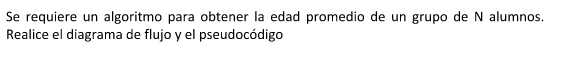 Se requiere un algoritmo para obtener la edad promedio de un grupo de N alumnos.
Realice el diagrama de flujo y el pseudocódigo